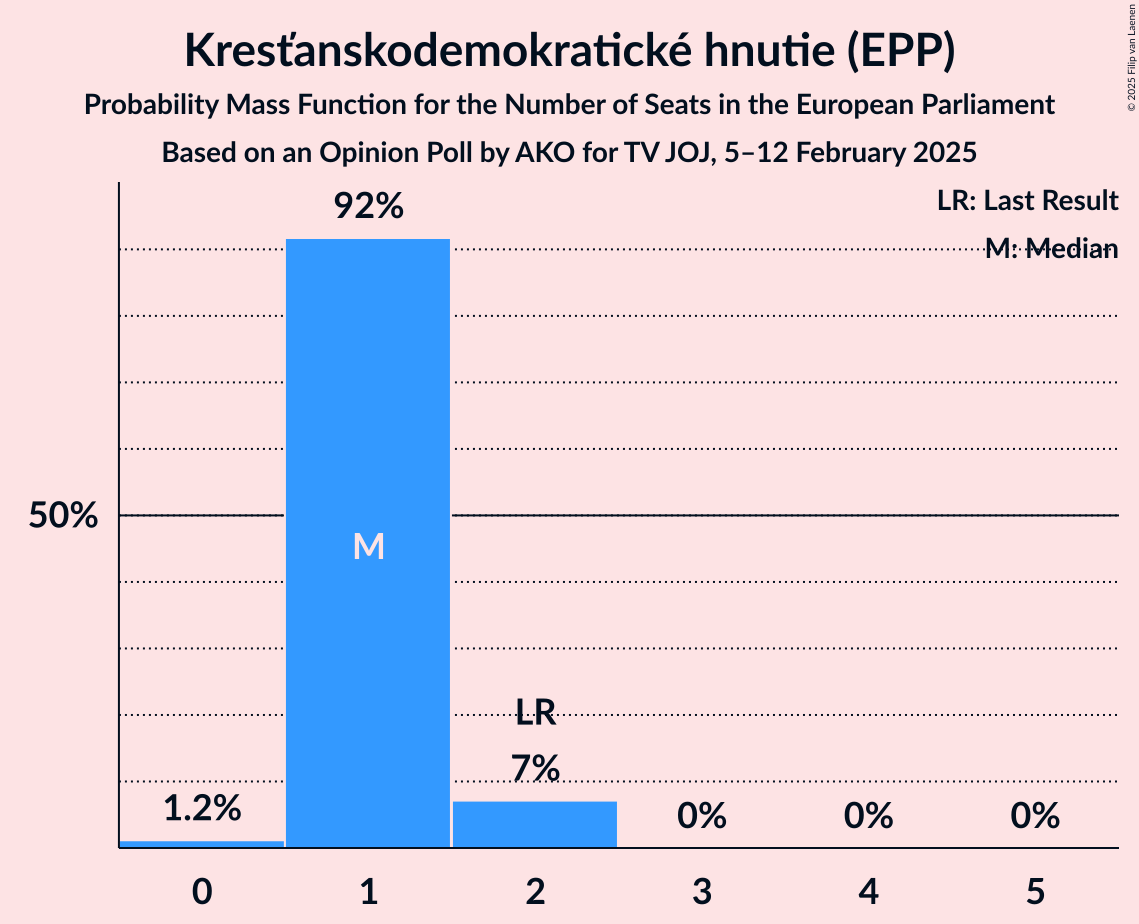 Kresťanskodemokratické hnutie (EPP)
Probability Mass Function for the Number of Seats in the European Parliament
Based on an Opinion Poll by AKO for TV JOJ, 5–12 February 2025
© 2025 Filip van Laenen
LR: Last Result
M: Median
92%
50%
M
LR
7%
1.2%
0%
0%
0%
0
1
2
3
4
5